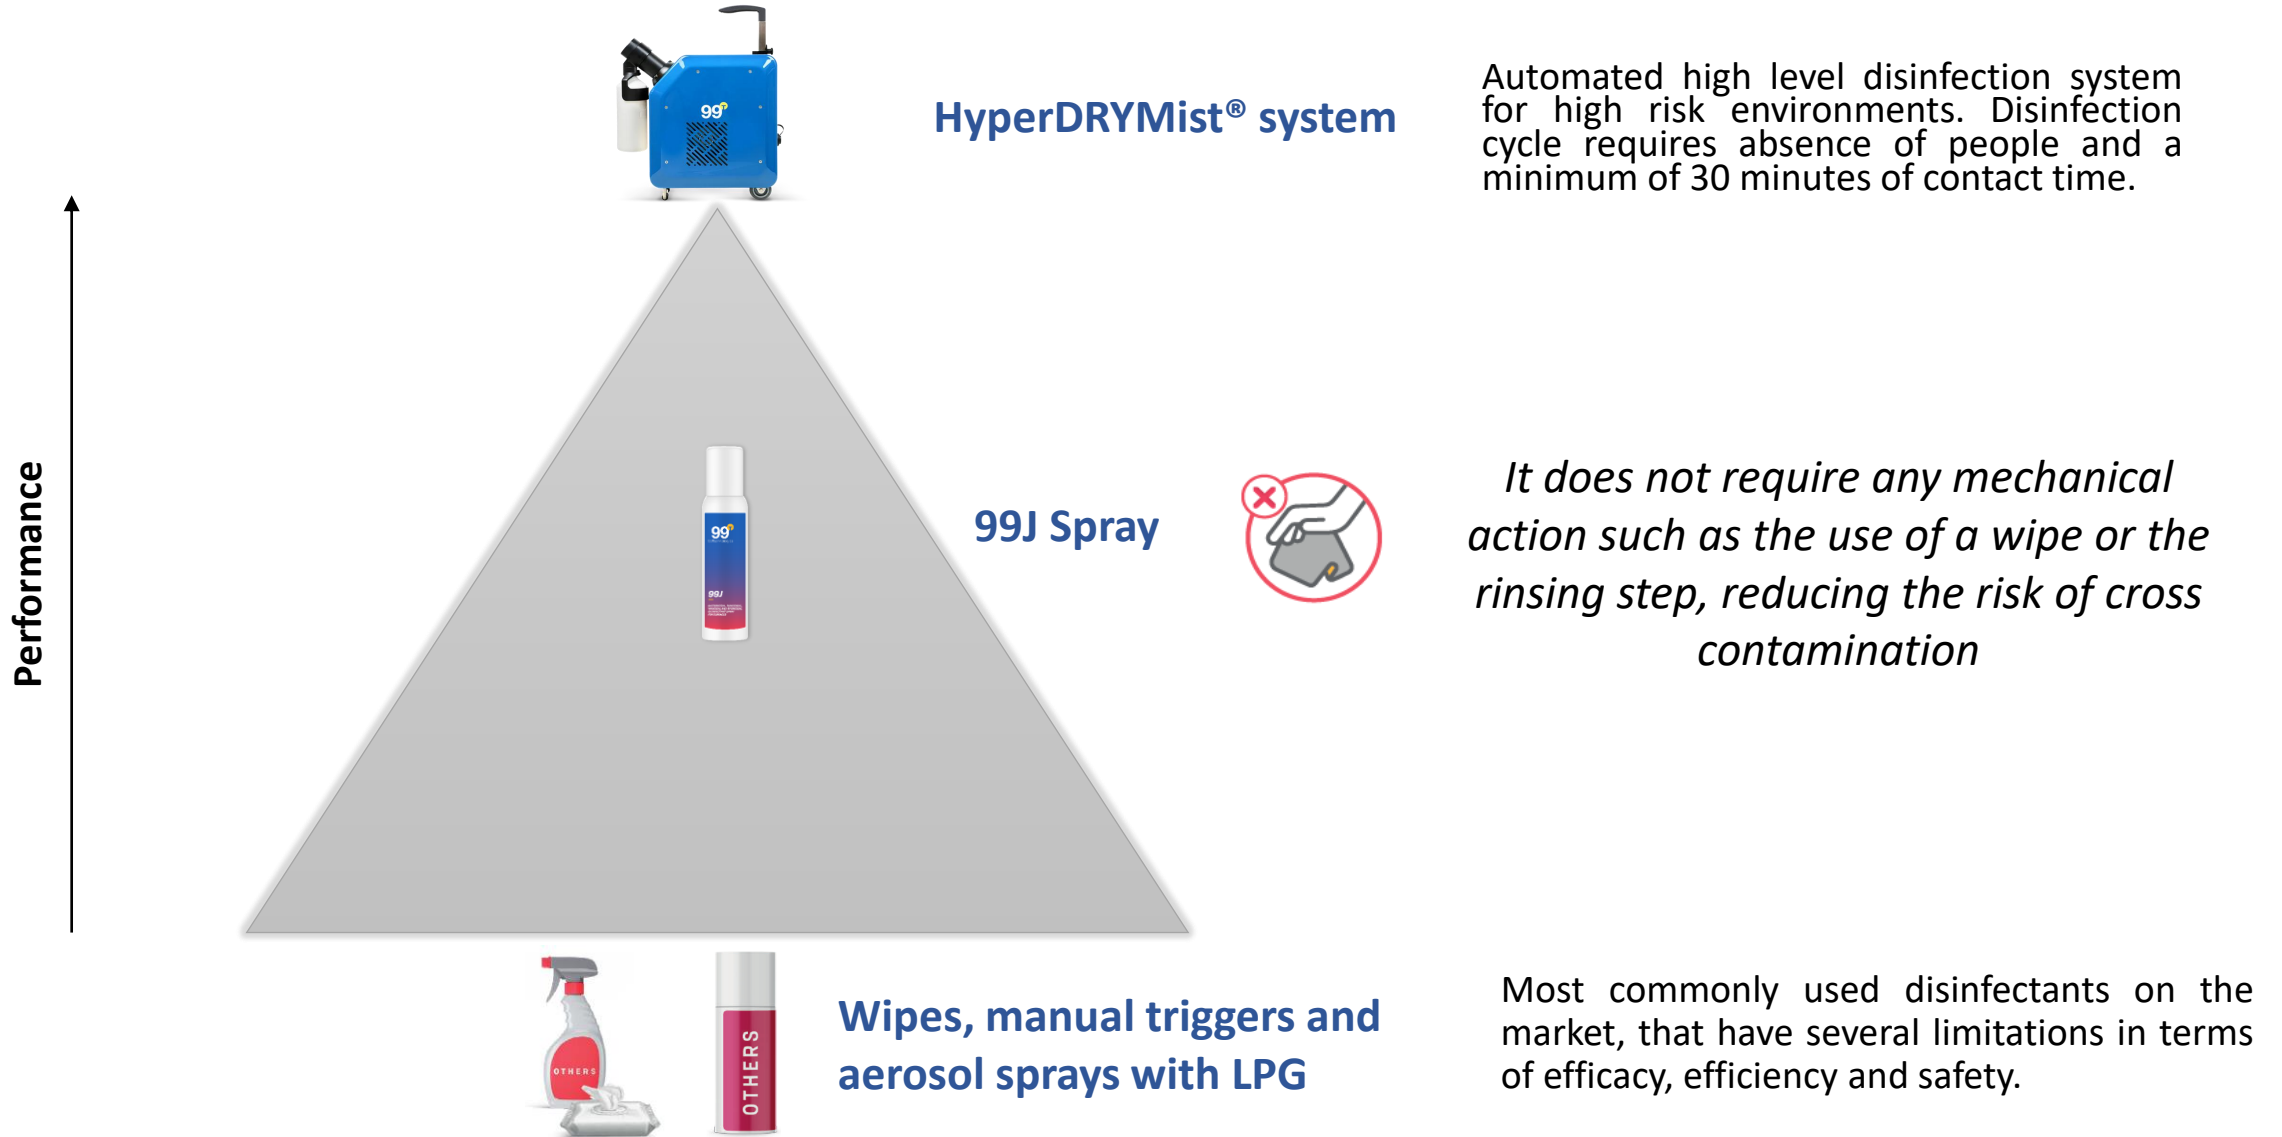 HyperDRYMist® system
Automated high level disinfection system
for high risk environments. Disinfection
cycle requires absence of people and a
minimum of 30 minutes of contact time.
99
Performance
99
99J
99J Spray
It does not require any mechanical
action such as the use of a wipe or the
rinsing step, reducing the risk of cross
contamination
OTHERS
OTHERS
Wipes, manual triggers and
aerosol sprays with LPG
Most commonly used disinfectants on the
market, that have several limitations in terms
of efficacy, efficiency and safety.